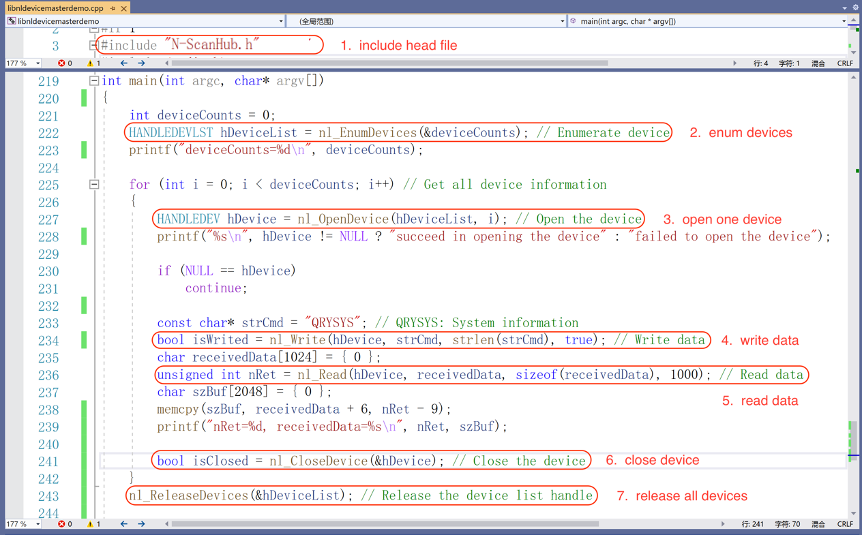 libnldevicemasterdemo.cpp
libnldevicemasterdemo
(全局范围)
main(int argc, char * argv[])
3 #include "N-ScanHub.h"
1. include head file
177 %
0
1
行: 4
字符: 1
混合
CRLF
219 int main(int argc, char* argv[])
220 {
221 int deviceCounts = 0;
222 HANDLEDEVLST hDeviceList = nl_EnumDevices(&deviceCounts); // Enumerate device
2. enum devices
223 printf("deviceCounts=%d\n", deviceCounts);
224
225 for (int i = 0; i < deviceCounts; i++) // Get all device information
226 {
227 HANDLEDEV hDevice = nl_OpenDevice(hDeviceList, i); // Open the device
3. open one device
228 printf("%s\n", hDevice != NULL ? "succeed in opening the device" : "failed to open the device");
229
230 if (NULL == hDevice)
231 continue;
232
233 const char* strCmd = "QRYSYS"; // QRYSYS: System information
234 bool isWrited = nl_Write(hDevice, strCmd, strlen(strCmd), true); // Write data
4. write data
235 char receivedData[1024] = { 0 };
236 unsigned int nRet = nl_Read(hDevice, receivedData, sizeof(receivedData), 1000); // Read data
5. read data
237 char szBuf[2048] = { 0 };
238 memcpy(szBuf, receivedData + 6, nRet - 9);
239 printf("nRet=%d, receivedData=%s\n", nRet, szBuf);
240
241 bool isClosed = nl_CloseDevice(&hDevice); // Close the device
6. close device
242 }
243 nl_ReleaseDevices(&hDeviceList); // Release the device list handle
7. release all devices
244
177 %
0
1
行: 241
字符: 70
混合
CRLF